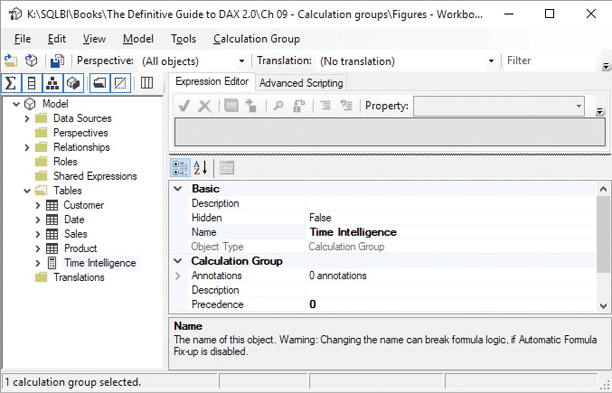 K:\SQLBI\Books\The Definitive Guide to DAX 2.0\Ch 09 - Calculation groups\Figures - Workbo...
File Edit View Model Tools Calculation Group
Perspective: (All objects) Translation: (No translation) Filter
Expression Editor Advanced Scripting
Property:
Model
Data Sources
Perspectives
Relationships
Roles
Shared Expressions
Tables
Customer
Date
Sales
Product
Time Intelligence
Translations
Basic
Description
Hidden False
Name Time Intelligence
Object Type Calculation Group
Calculation Group
Annotations 0 annotations
Description
Precedence 0
Name
The name of this object. Warning: Changing the name can break formula logic, if Automatic Formula
Fix-up is disabled.
1 calculation group selected.